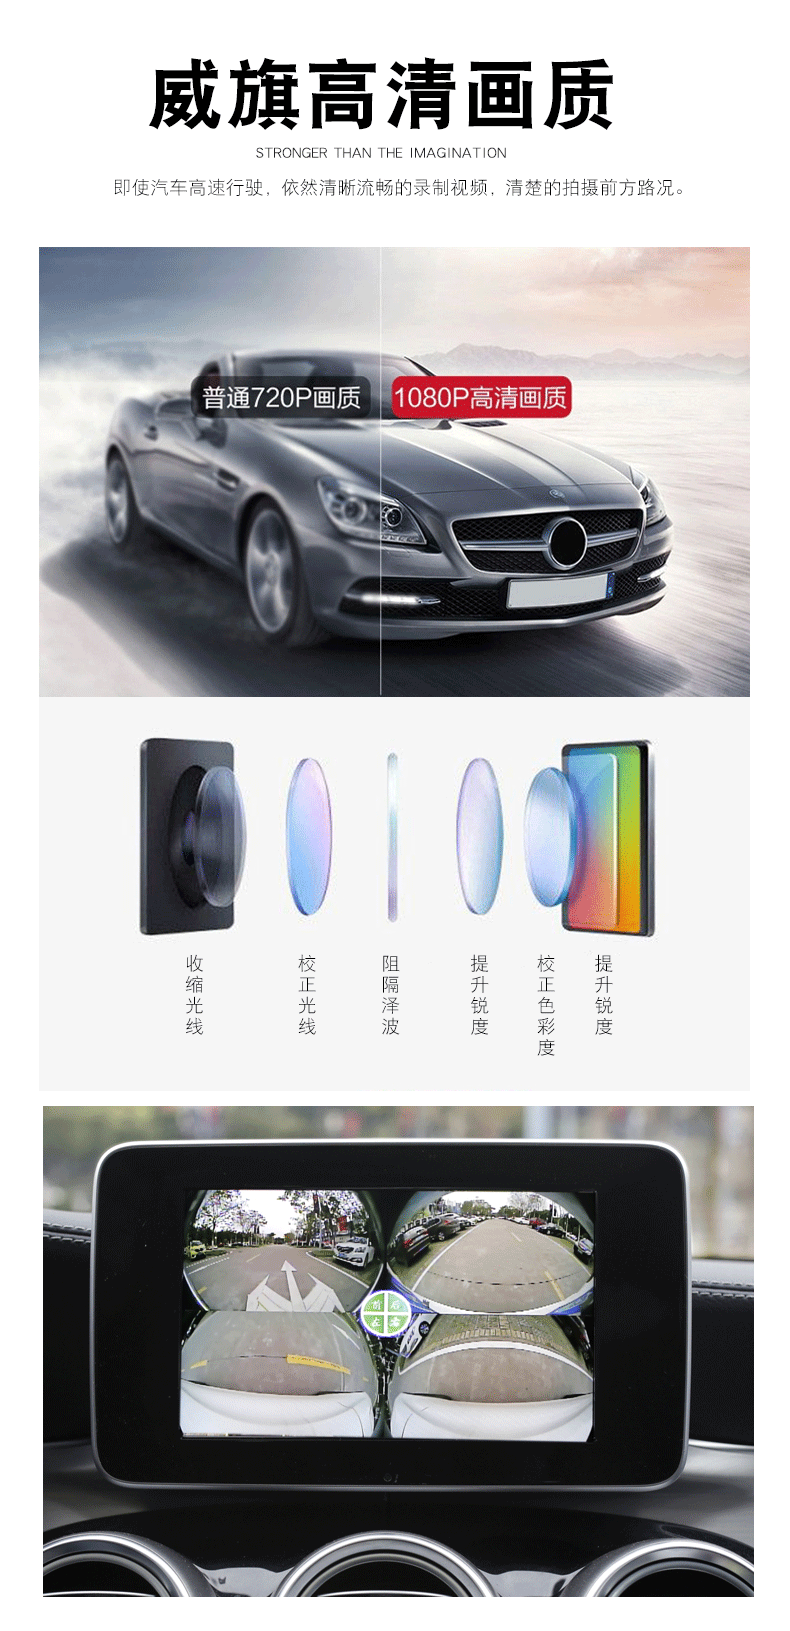 威旗高清画质
STRONGER THAN THE IMAGINATION
即使汽车高速行驶，依然清晰流畅的录制视频，清楚的拍摄前方路况。
普通720P画质
1080P高清画质
收缩光线
校正光线
阻隔泽波
提升锐度
校正色彩度
提升锐度
前 后
左 右